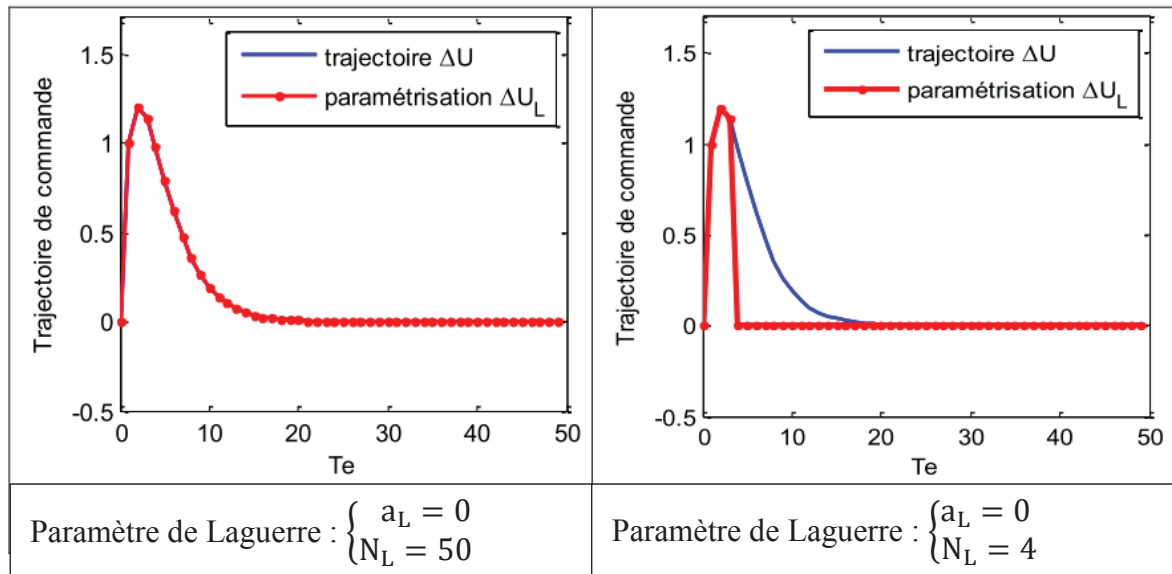 trajectoire ΔU
paramétrisation ΔU_L
Trajectoire de commande
1.5
1
0.5
0
-0.5
0 10 20 30 40 50
Te
trajectoire ΔU
paramétrisation ΔU_L
Trajectoire de commande
1.5
1
0.5
0
-0.5
0 10 20 30 40 50
Te
Paramètre de Laguerre : { a_L = 0
N_L = 50
Paramètre de Laguerre : { a_L = 0
N_L = 4